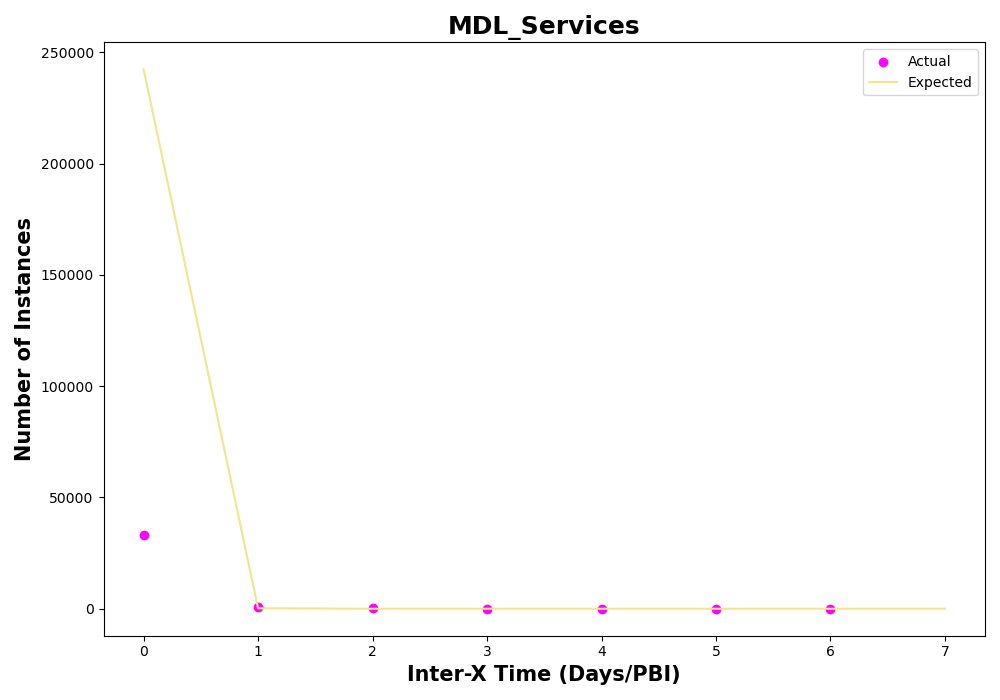 MDL_Services
Actual
Expected
250000
200000
150000
100000
50000
0
Number of Instances
0 1 2 3 4 5 6 7
Inter-X Time (Days/PBI)